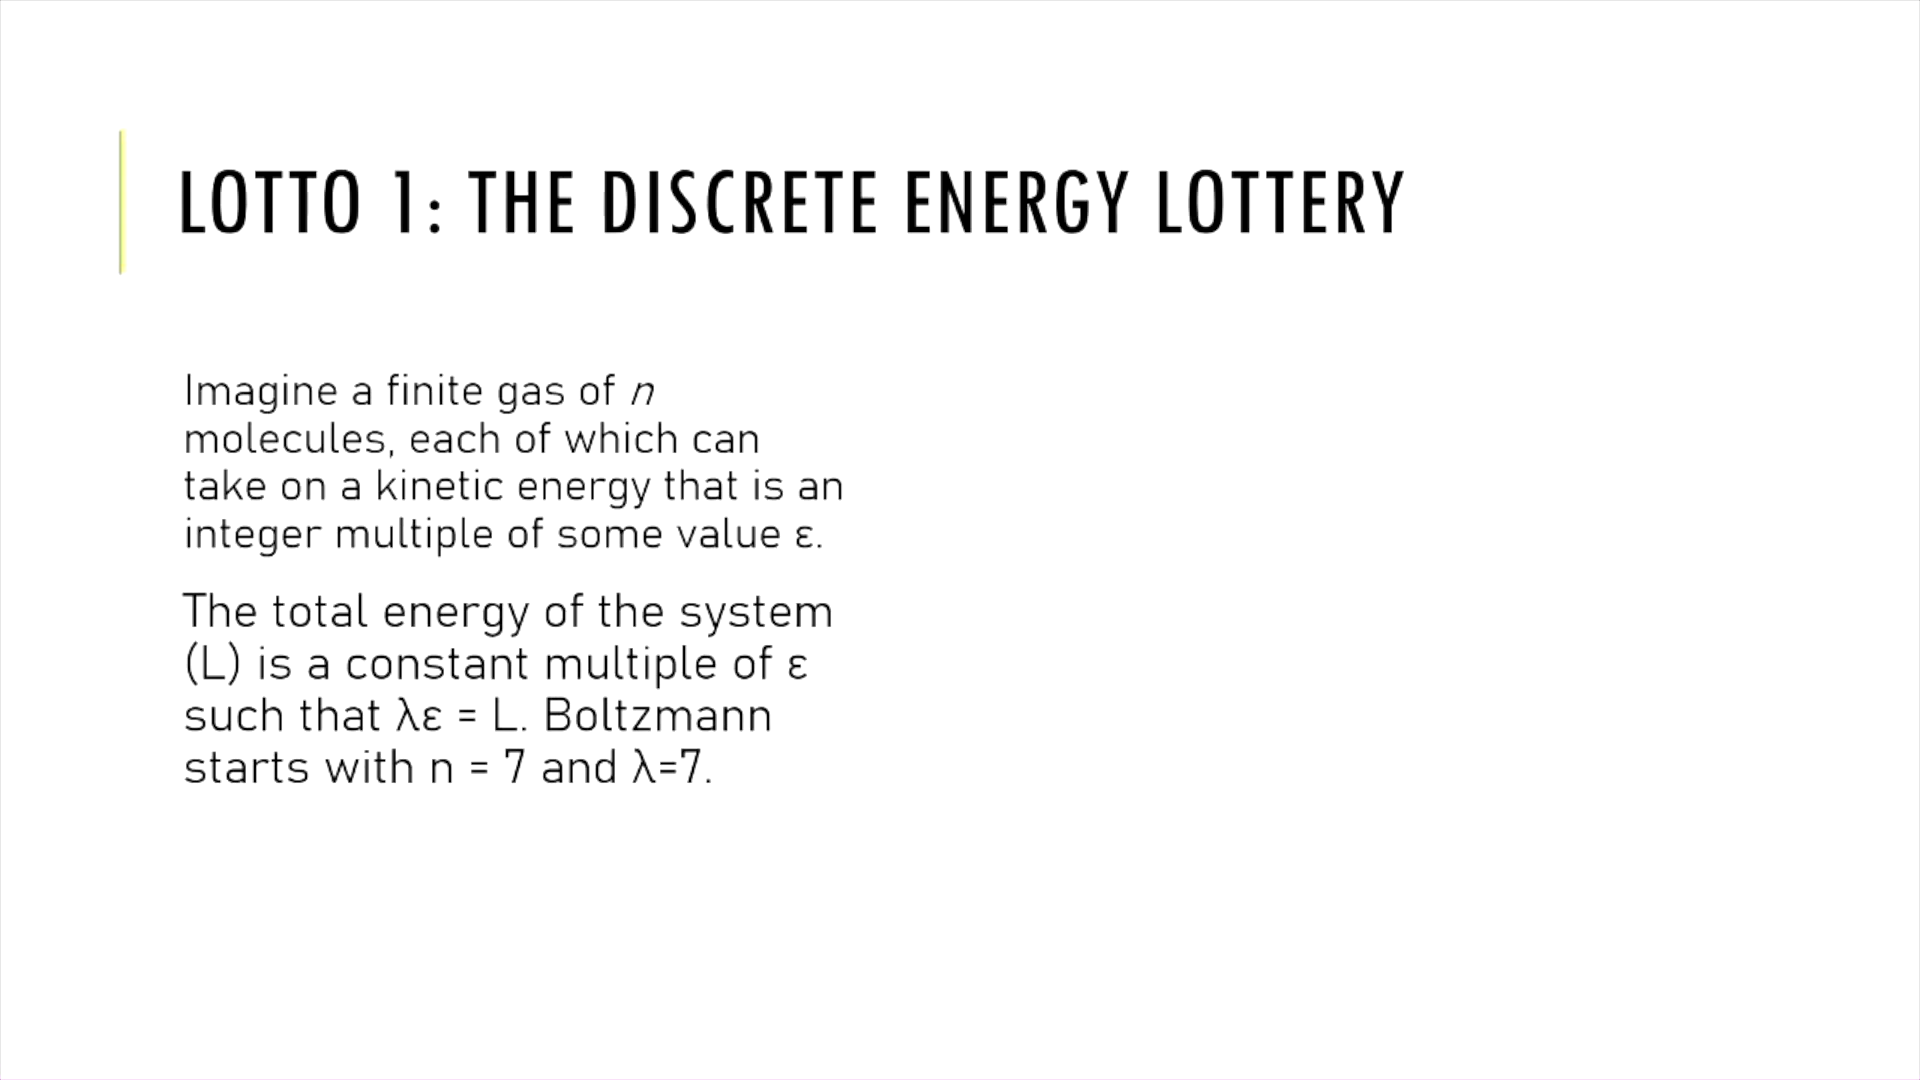 LOTTO 1: THE DISCRETE ENERGY LOTTERY
Imagine a finite gas of n
molecules, each of which can
take on a kinetic energy that is an
integer multiple of some value ε.
The total energy of the system
(L) is a constant multiple of ε
such that λε = L. Boltzmann
starts with n = 7 and λ=7.